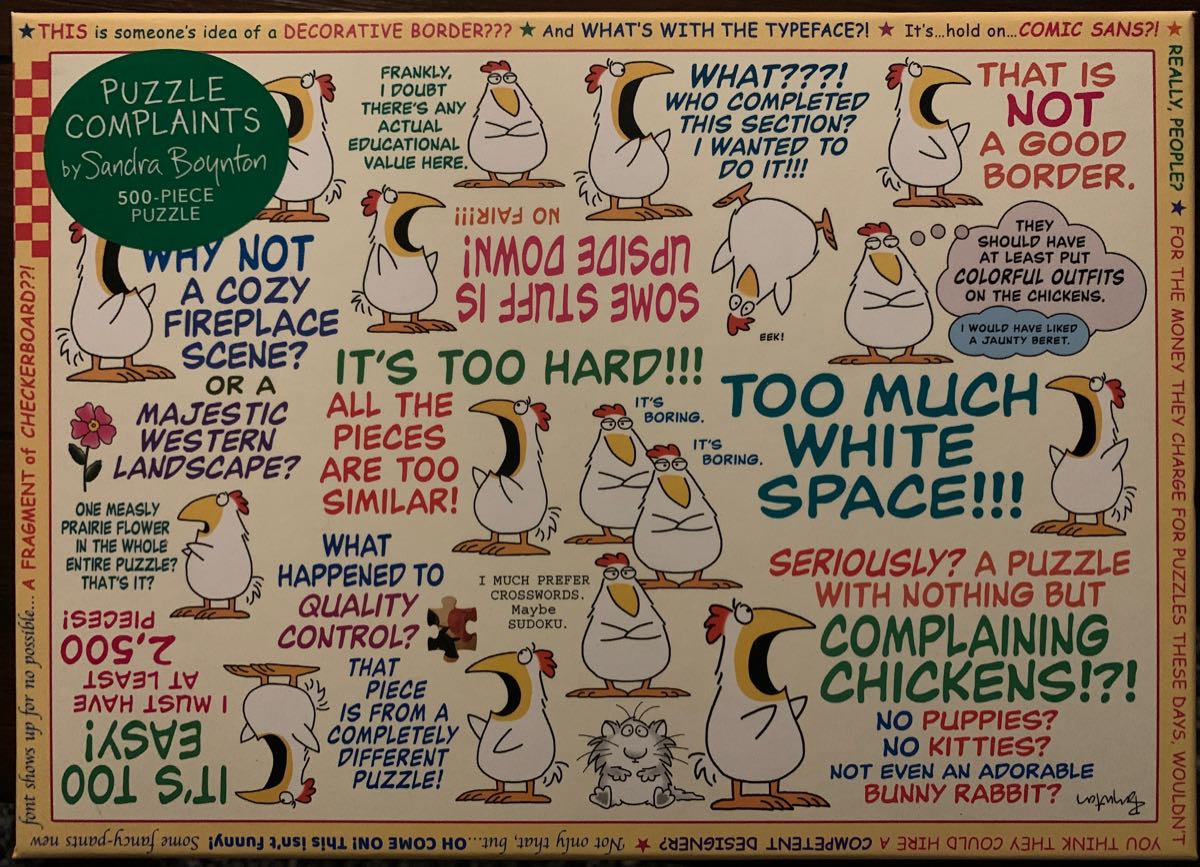 ★THIS is someone's idea of a DECORATIVE BORDER??? ★ And WHAT'S WITH THE TYPEFACE?! ★ It's...hold on...COMIC SANS?! ★
REALLY, PEOPLE? ★ FOR THE MONEY THEY CHARGE FOR PUZZLES THESE DAYS, WOULDN'T
YOU THINK THEY COULD HIRE A COMPETENT DESIGNER? ★ Not only that, but...OH COME ON! This isn't funny! Some fancy-pants new
font shows up for no possible... A FRAGMENT of CHECKERBOARD??!
PUZZLE
COMPLAINTS
by Sandra Boynton
500-PIECE
PUZZLE
FRANKLY,
I DOUBT
THERE'S ANY
ACTUAL
EDUCATIONAL
VALUE HERE.
WHAT???!
WHO COMPLETED
THIS SECTION?
I WANTED TO
DO IT!!!
THAT IS
NOT
A GOOD
BORDER.
WHY NOT
A COZY
FIREPLACE
SCENE?
OR A
MAJESTIC
WESTERN
LANDSCAPE?
SOME STUFF IS
UPSIDE DOWN!
NO FAIR!!!
EEK!
THEY
SHOULD HAVE
AT LEAST PUT
COLORFUL OUTFITS
ON THE CHICKENS.
I WOULD HAVE LIKED
A JAUNTY BERET.
IT'S TOO HARD!!!
ALL THE
PIECES
ARE TOO
SIMILAR!
IT'S
BORING.
IT'S
BORING.
TOO MUCH
WHITE
SPACE!!!
ONE MEASLY
PRAIRIE FLOWER
IN THE WHOLE
ENTIRE PUZZLE?
THAT'S IT?
WHAT
HAPPENED TO
QUALITY
CONTROL?
THAT
PIECE
IS FROM A
COMPLETELY
DIFFERENT
PUZZLE!
I MUCH PREFER
CROSSWORDS.
Maybe
SUDOKU.
SERIOUSLY? A PUZZLE
WITH NOTHING BUT
COMPLAINING
CHICKENS!?!
NO PUPPIES?
NO KITTIES?
NOT EVEN AN ADORABLE
BUNNY RABBIT?
IT'S TOO
EASY!
I MUST HAVE
AT LEAST
2,500
PIECES!
Boynton